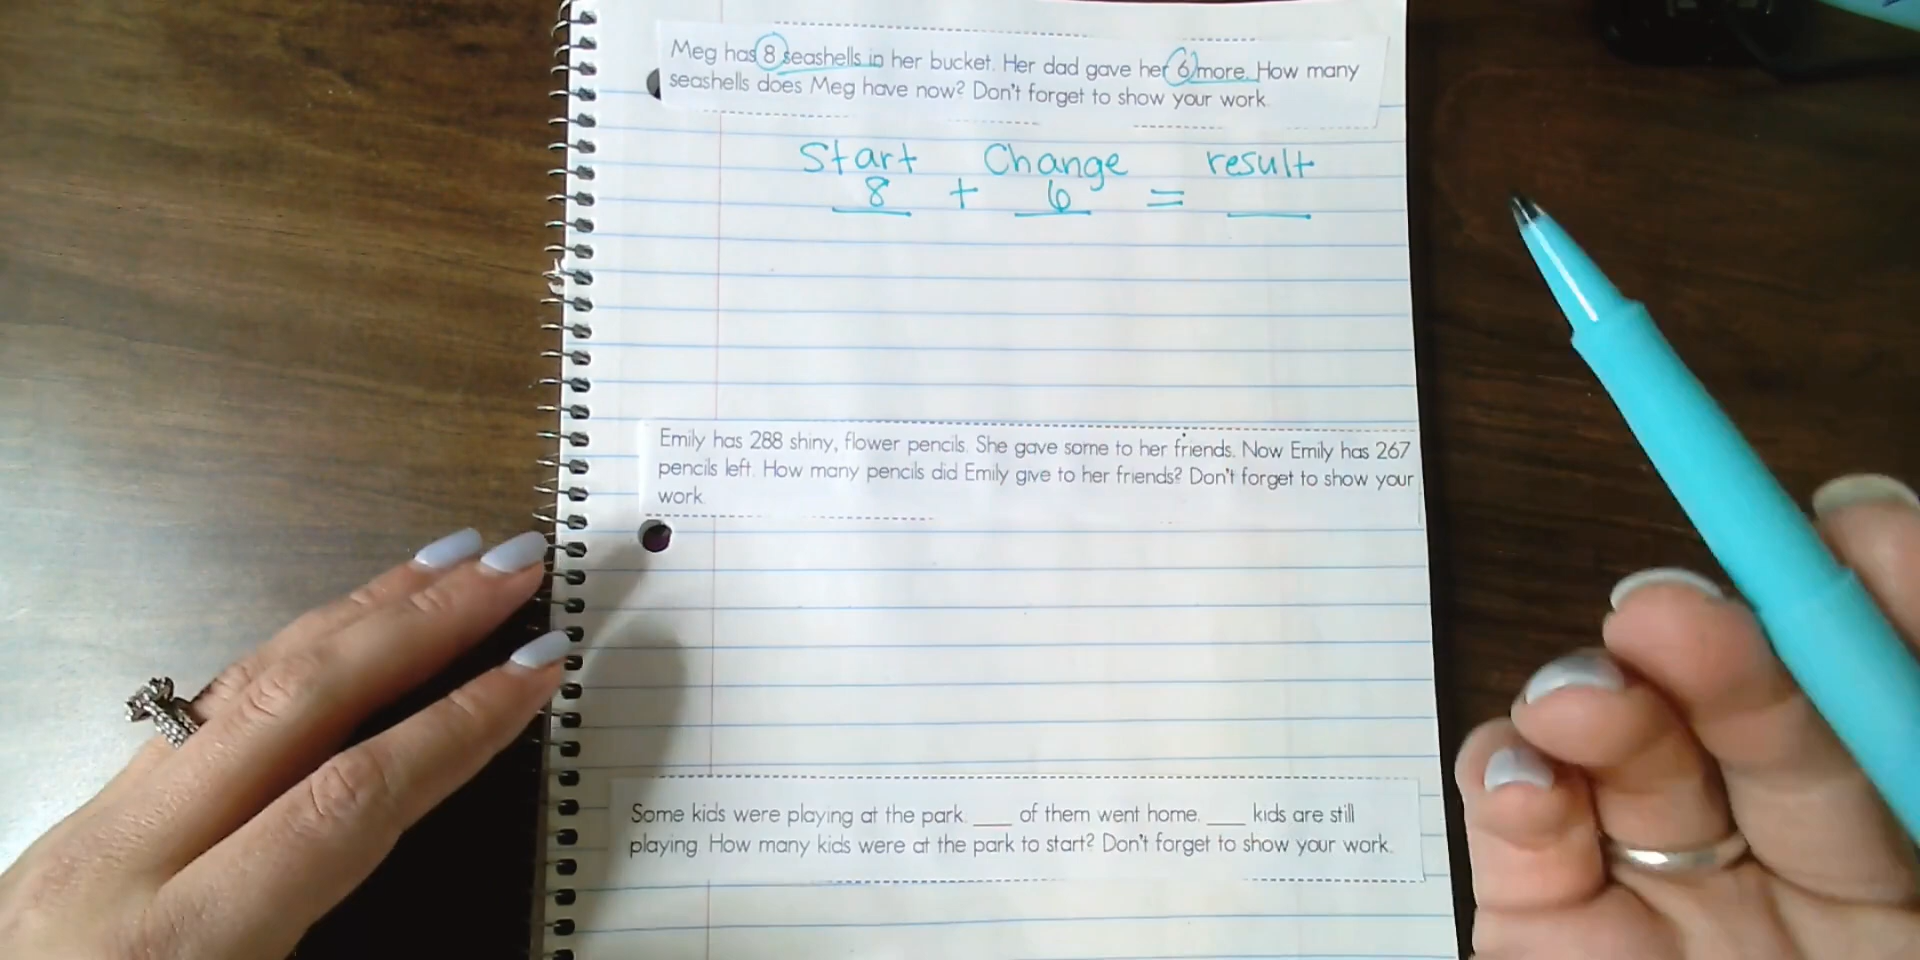 Meg has 8 seashells in her bucket. Her dad gave her 6 more. How many
seashells does Meg have now? Don't forget to show your work.
Start Change result
8 + 6 = ___
Emily has 288 shiny, flower pencils. She gave some to her friends. Now Emily has 267
pencils left. How many pencils did Emily give to her friends? Don't forget to show your
work.
Some kids were playing at the park. ___ of them went home. ___ kids are still
playing. How many kids were at the park to start? Don't forget to show your work.